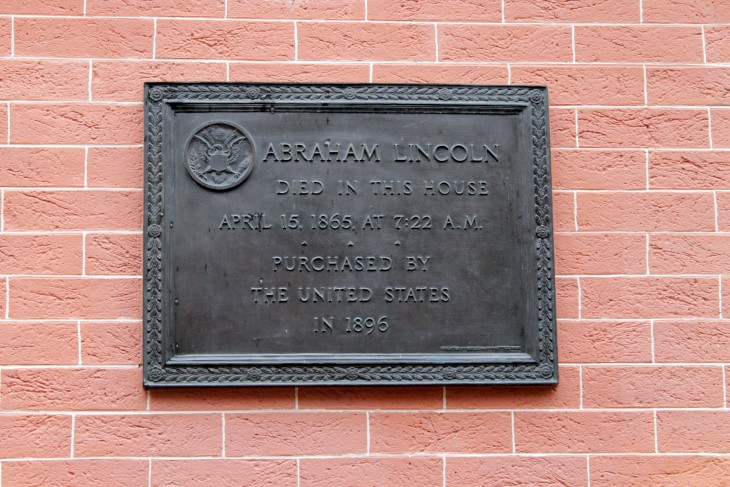 ABRAHAM LINCOLN
DIED IN THIS HOUSE
APRIL 15, 1865, AT 7:22 A.M.
PURCHASED BY
THE UNITED STATES
IN 1896